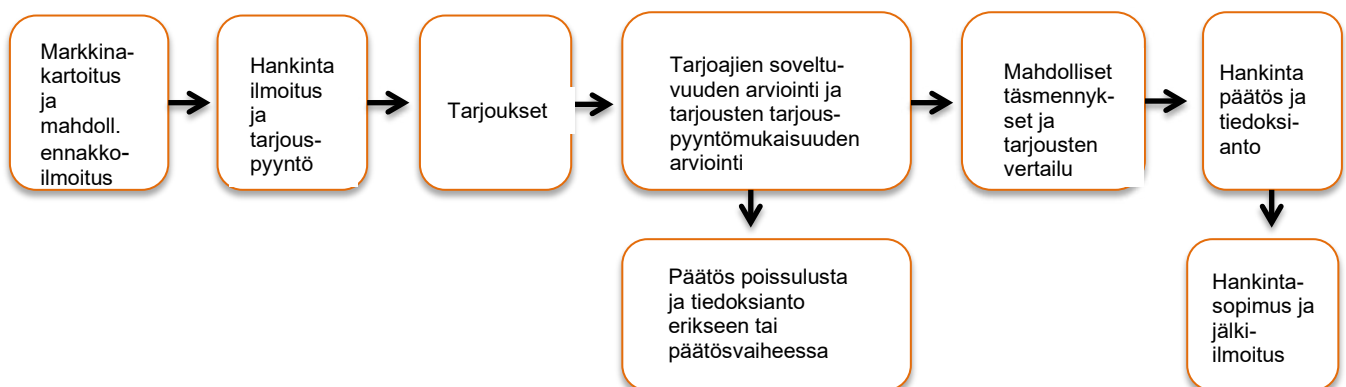 Markkina-
kartoitus
ja
mahdoll.
ennakko-
ilmoitus
Hankinta
ilmoitus
ja
tarjous-
pyyntö
Tarjoukset
Tarjoajien soveltu-
vuuden arviointi ja
tarjousten tarjous-
pyyntömukaisuuden
arviointi
Mahdolliset
täsmennyk-
set ja
tarjousten
vertailu
Hankinta
päätös ja
tiedoksi-
anto
Päätös poissulusta
ja tiedoksianto
erikseen tai
päätösvaiheessa
Hankinta-
sopimus ja
jälki-
ilmoitus